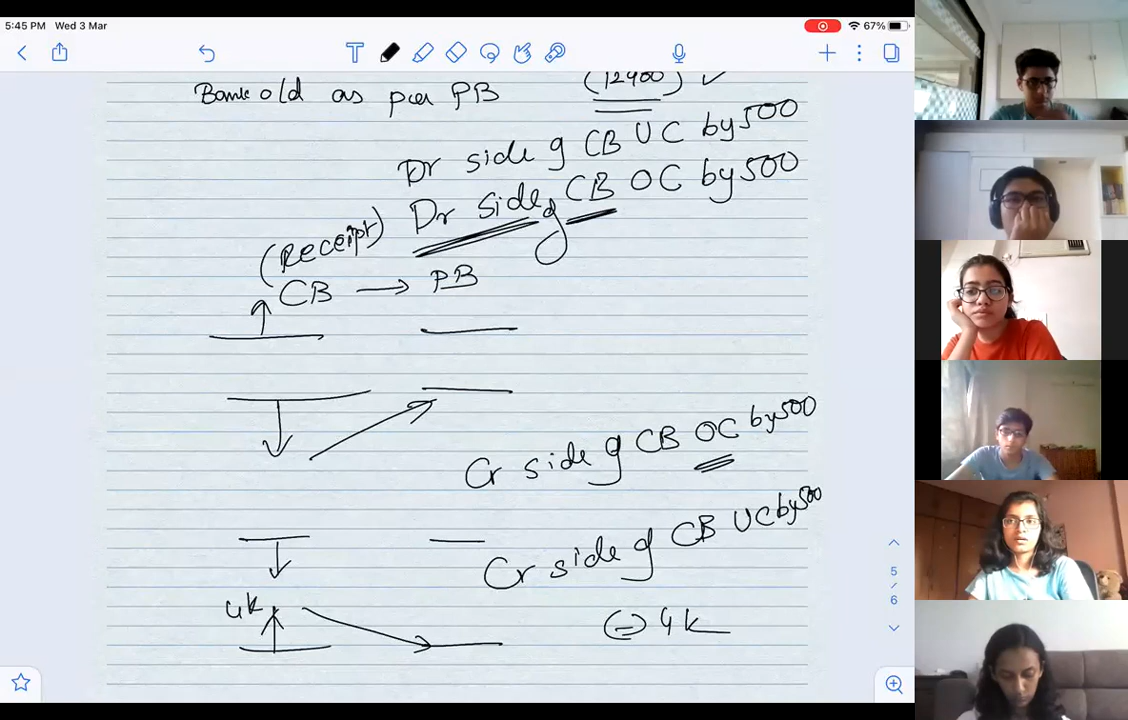 5:45 PM Wed 3 Mar
67%
T
(12400) ✓
Bank old as per PB
Dr side of CB UC by 500
Dr side of CB OC by 500
(Receipt)
CB → PB
Cr side of CB OC by 500
Cr side of CB UC by 500
4k
(-) 4k
5
/
6